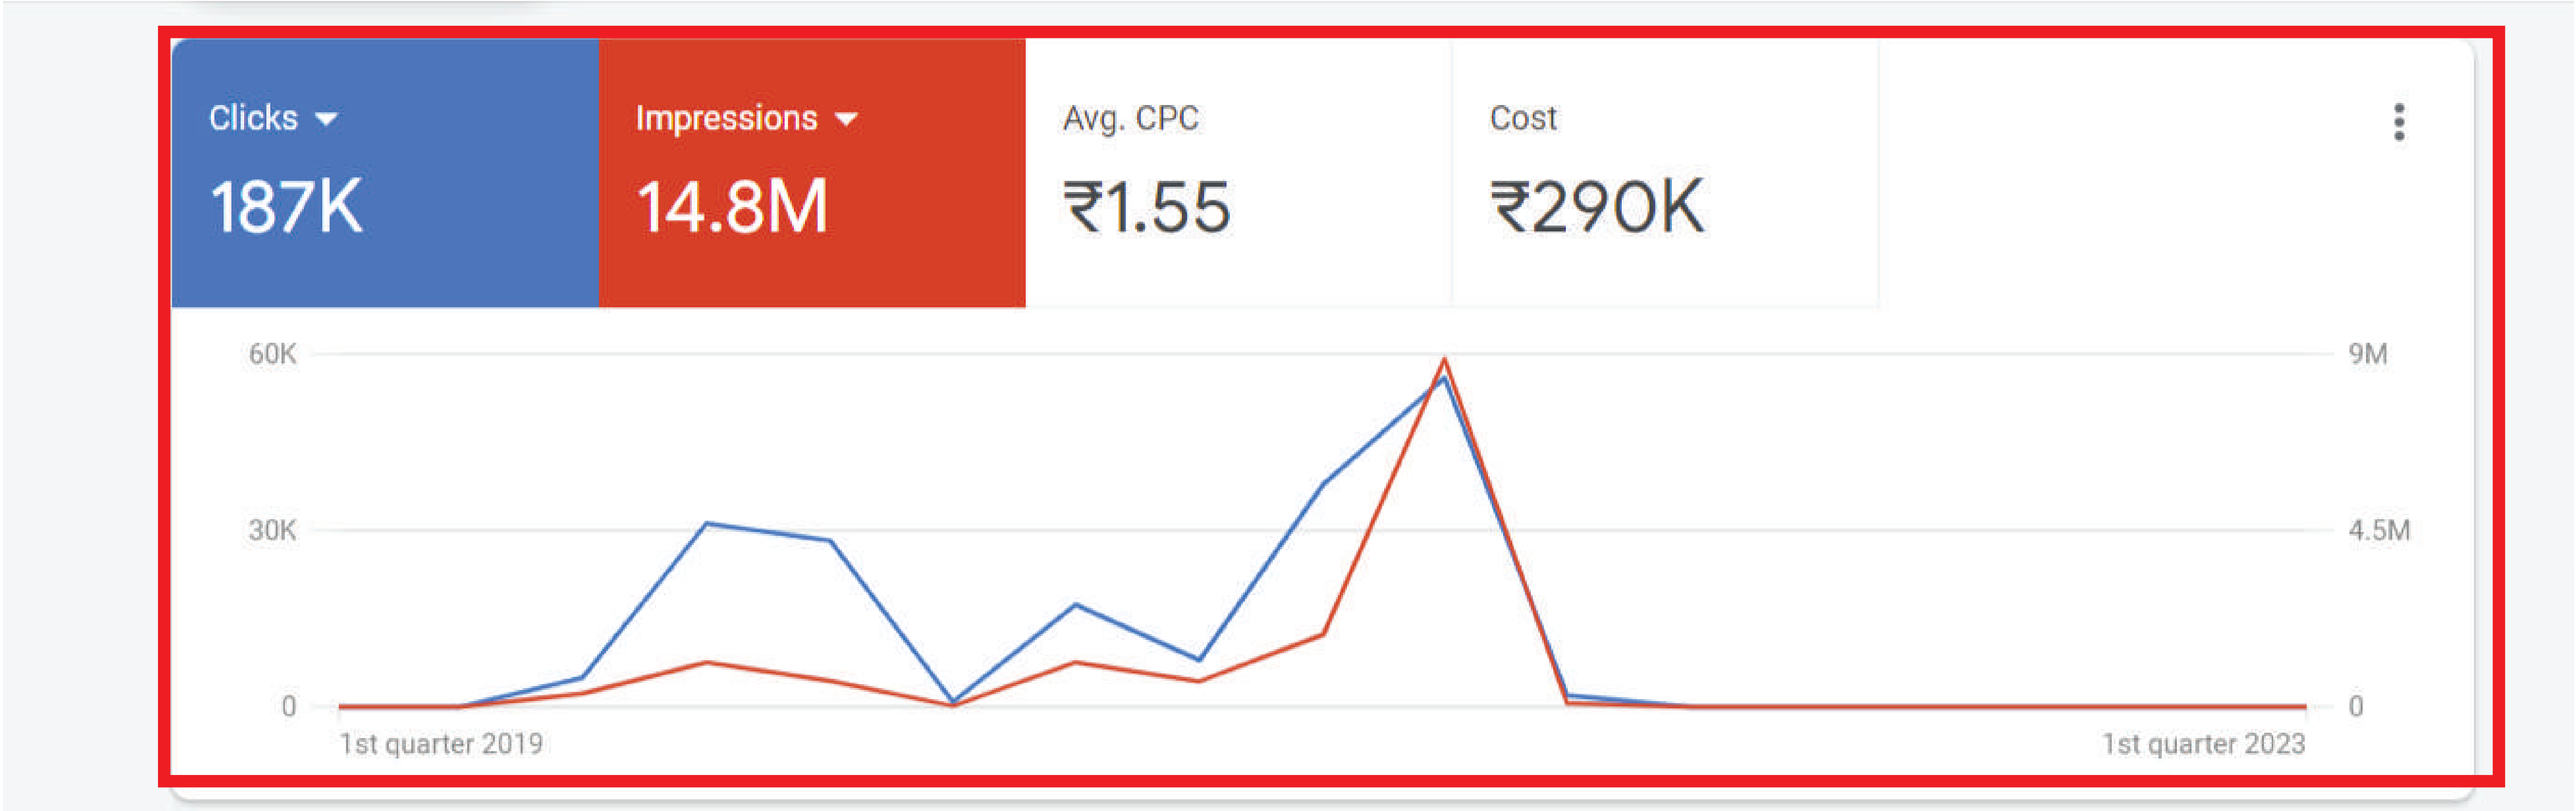 Clicks
187K
Impressions
14.8M
Avg. CPC
₹1.55
Cost
₹290K
60K
9M
30K
4.5M
0
0
1st quarter 2019
1st quarter 2023